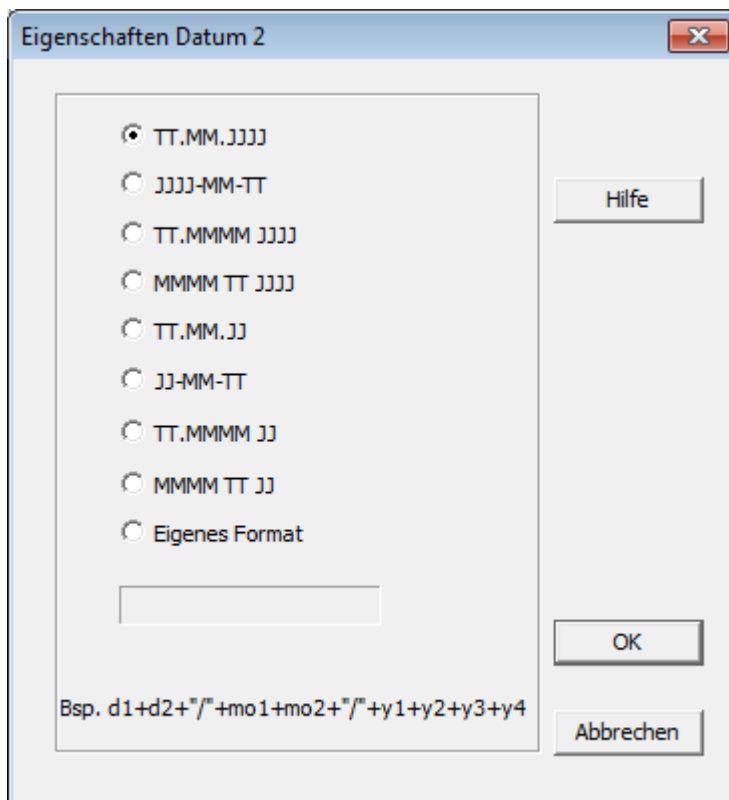 Eigenschaften Datum 2
TT.MM.JJJJ
JJJJ-MM-TT
TT.MMMM JJJJ
MMMM TT JJJJ
TT.MM.JJ
JJ-MM-TT
TT.MMMM JJ
MMMM TT JJ
Eigenes Format
Bsp. d1+d2+"/"+mo1+mo2+"/"+y1+y2+y3+y4
Hilfe
OK
Abbrechen